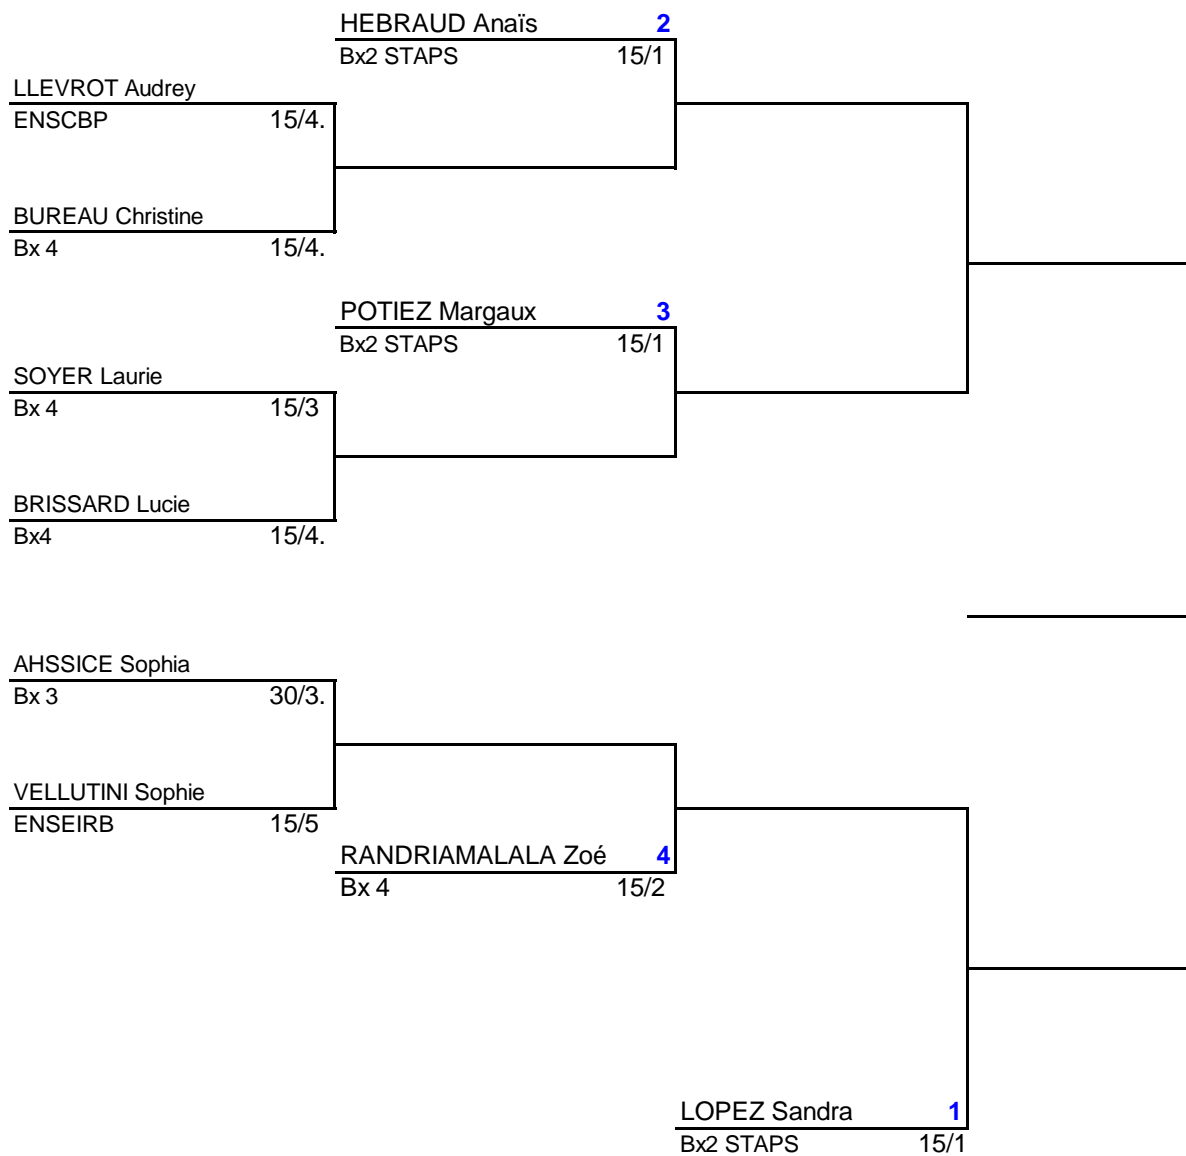 HEBRAUD Anaïs 2
Bx2 STAPS 15/1
LLEVROT Audrey
ENSCBP 15/4.
BUREAU Christine
Bx 4 15/4.
POTIEZ Margaux 3
Bx2 STAPS 15/1
SOYER Laurie
Bx 4 15/3
BRISSARD Lucie
Bx4 15/4.
AHSSICE Sophia
Bx 3 30/3.
VELLUTINI Sophie
ENSEIRB 15/5
RANDRIAMALALA Zoé 4
Bx 4 15/2
LOPEZ Sandra 1
Bx2 STAPS 15/1